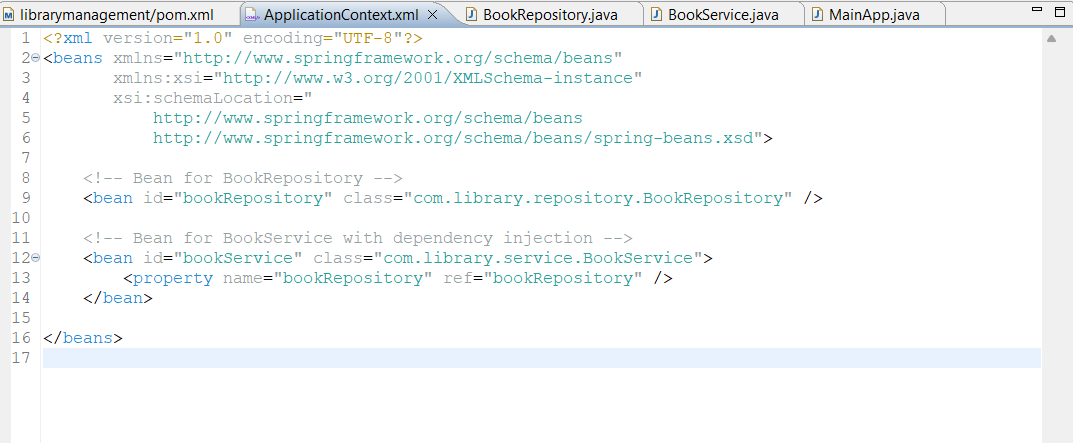 librarymanagement/pom.xml ApplicationContext.xml BookRepository.java BookService.java MainApp.java
1 <?xml version="1.0" encoding="UTF-8"?>
2 <beans xmlns="http://www.springframework.org/schema/beans"
3        xmlns:xsi="http://www.w3.org/2001/XMLSchema-instance"
4        xsi:schemaLocation="
5            http://www.springframework.org/schema/beans
6            http://www.springframework.org/schema/beans/spring-beans.xsd">
7
8     <!-- Bean for BookRepository -->
9     <bean id="bookRepository" class="com.library.repository.BookRepository" />
10
11     <!-- Bean for BookService with dependency injection -->
12     <bean id="bookService" class="com.library.service.BookService">
13         <property name="bookRepository" ref="bookRepository" />
14     </bean>
15
16 </beans>
17